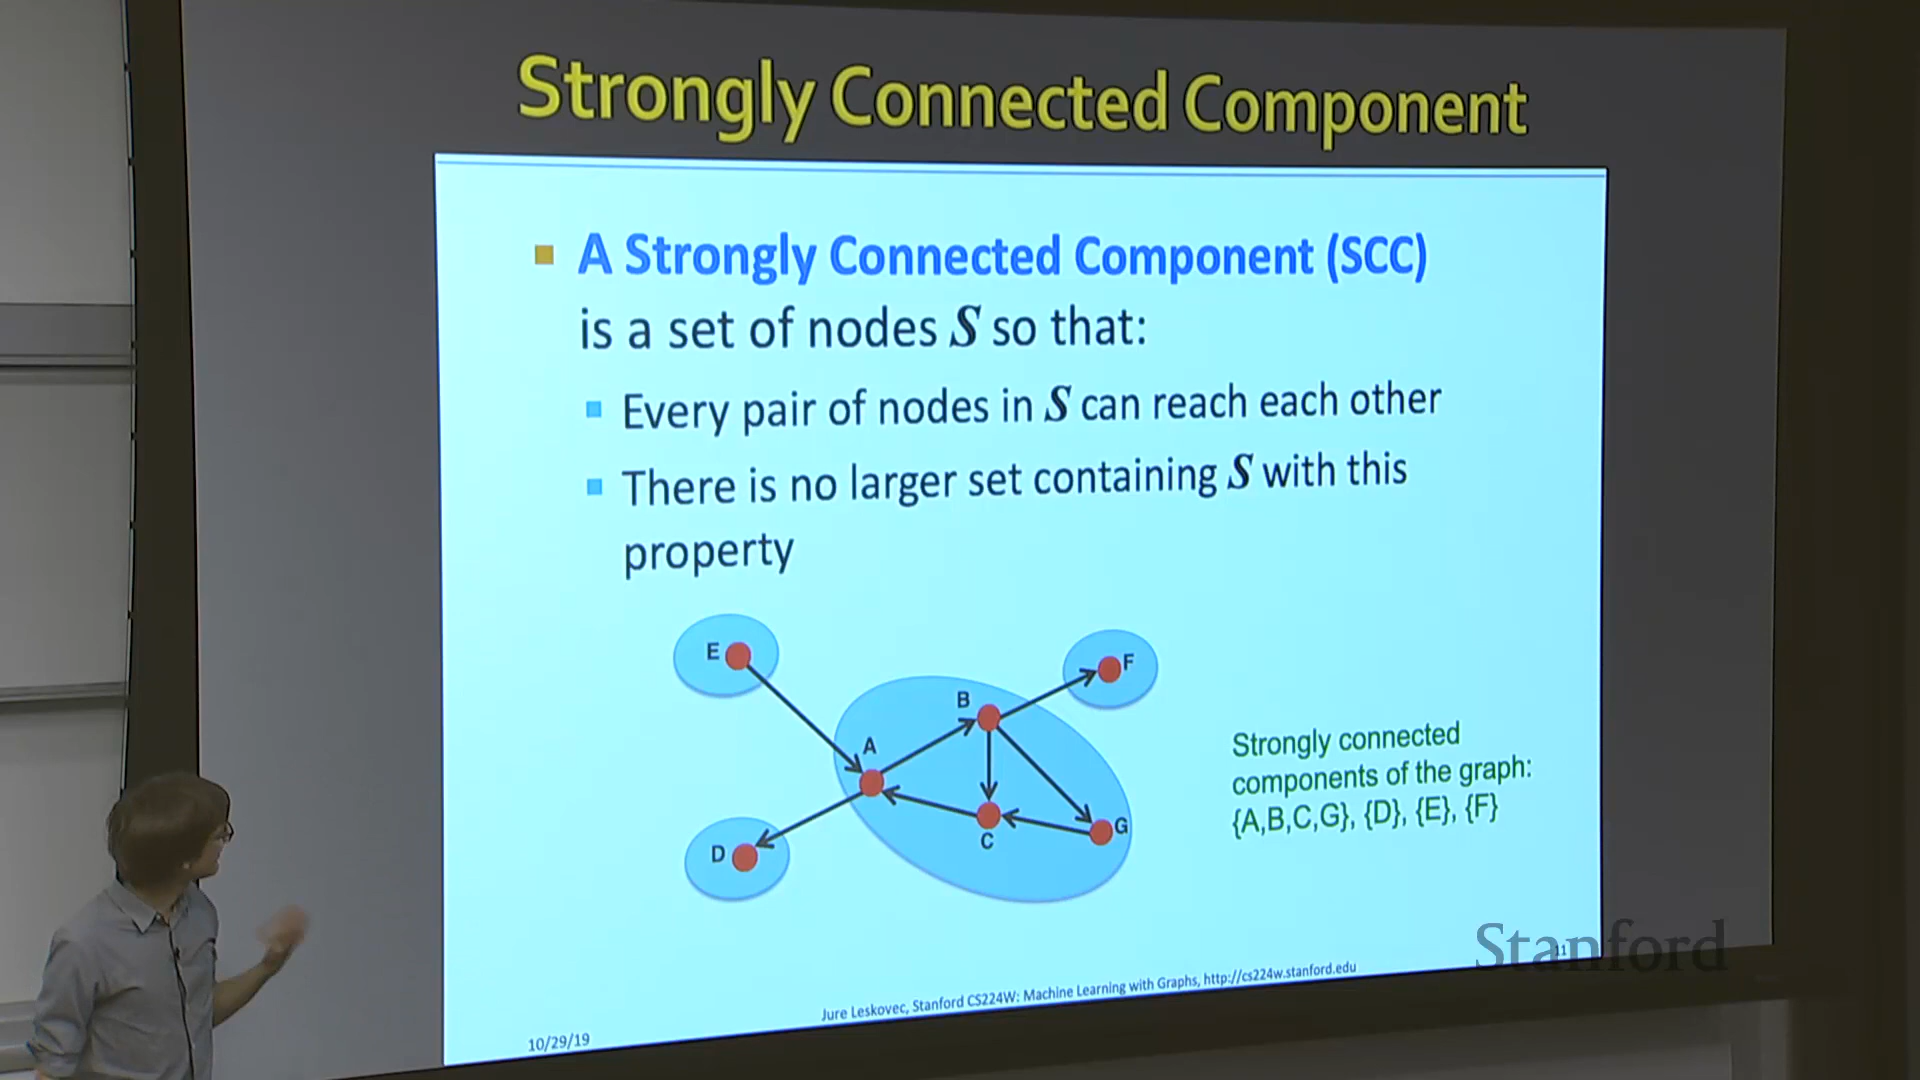 Strongly Connected Component
A Strongly Connected Component (SCC)
is a set of nodes S so that:
Every pair of nodes in S can reach each other
There is no larger set containing S with this
property
E
F
B
A
Strongly connected
components of the graph:
{A,B,C,G}, {D}, {E}, {F}
G
C
D
Stanford
11
Jure Leskovec, Stanford CS224W: Machine Learning with Graphs, http://cs224w.stanford.edu
10/29/19